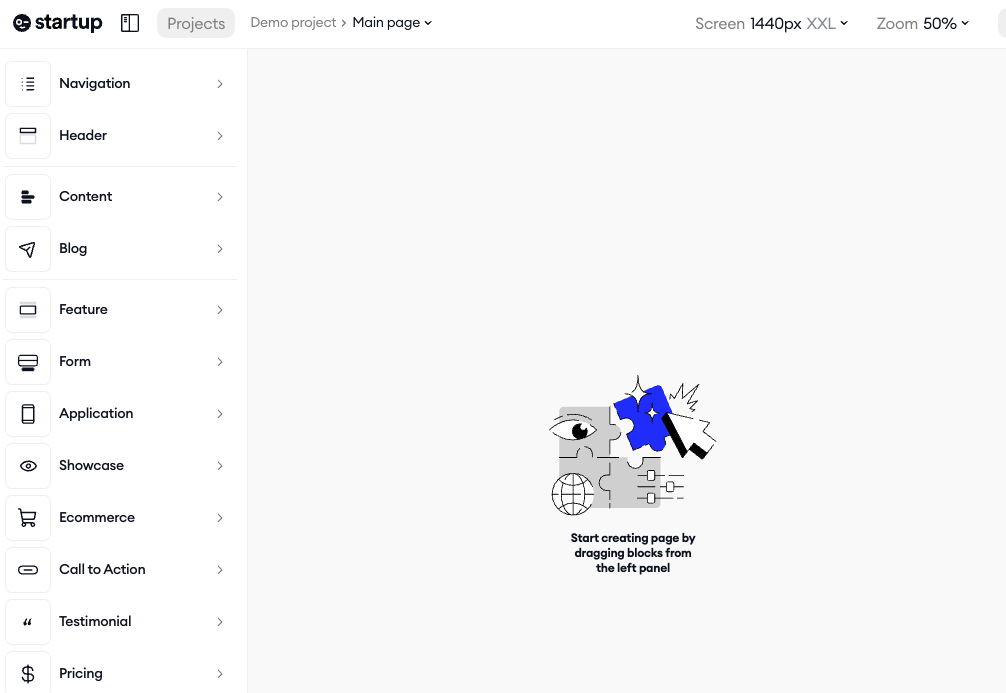 startup
Projects
Demo project › Main page
Screen 1440px XXL
Zoom 50%
Navigation
Header
Content
Blog
Feature
Form
Application
Showcase
Ecommerce
Call to Action
Testimonial
Pricing
Start creating page by
dragging blocks from
the left panel